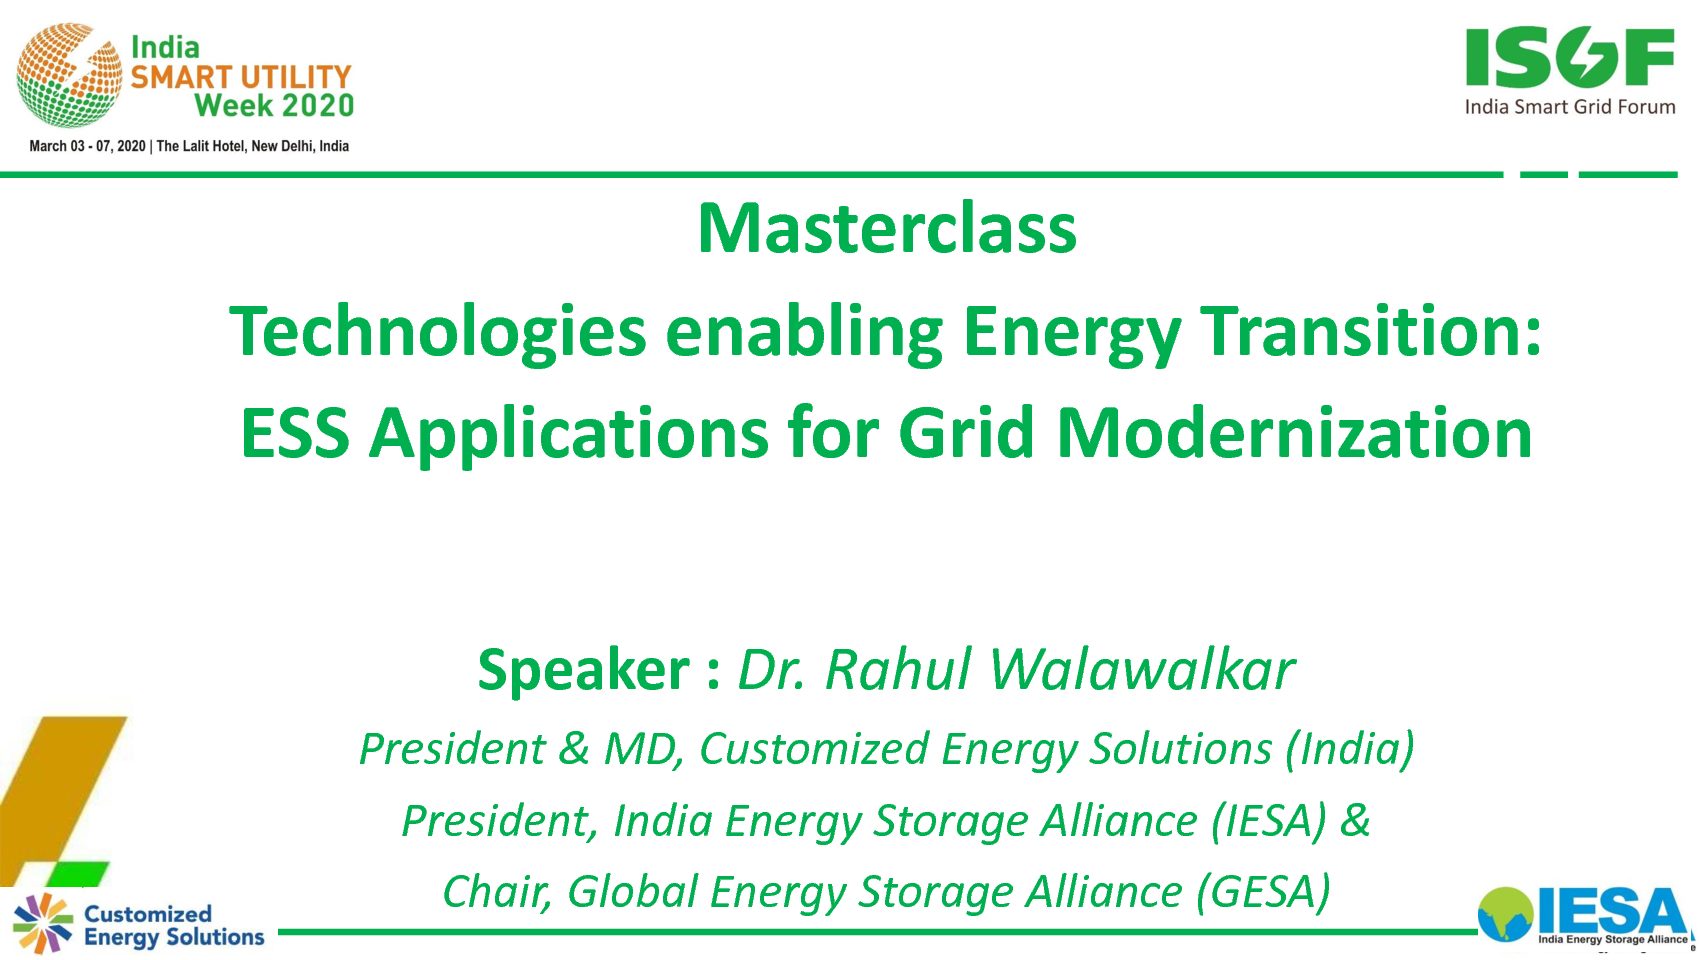 India
SMART UTILITY
Week 2020
March 03 - 07, 2020 | The Lalit Hotel, New Delhi, India
ISGF
India Smart Grid Forum
Masterclass
Technologies enabling Energy Transition:
ESS Applications for Grid Modernization
Speaker : Dr. Rahul Walawalkar
President & MD, Customized Energy Solutions (India)
President, India Energy Storage Alliance (IESA) &
Chair, Global Energy Storage Alliance (GESA)
Customized
Energy Solutions
IESA
India Energy Storage Alliance